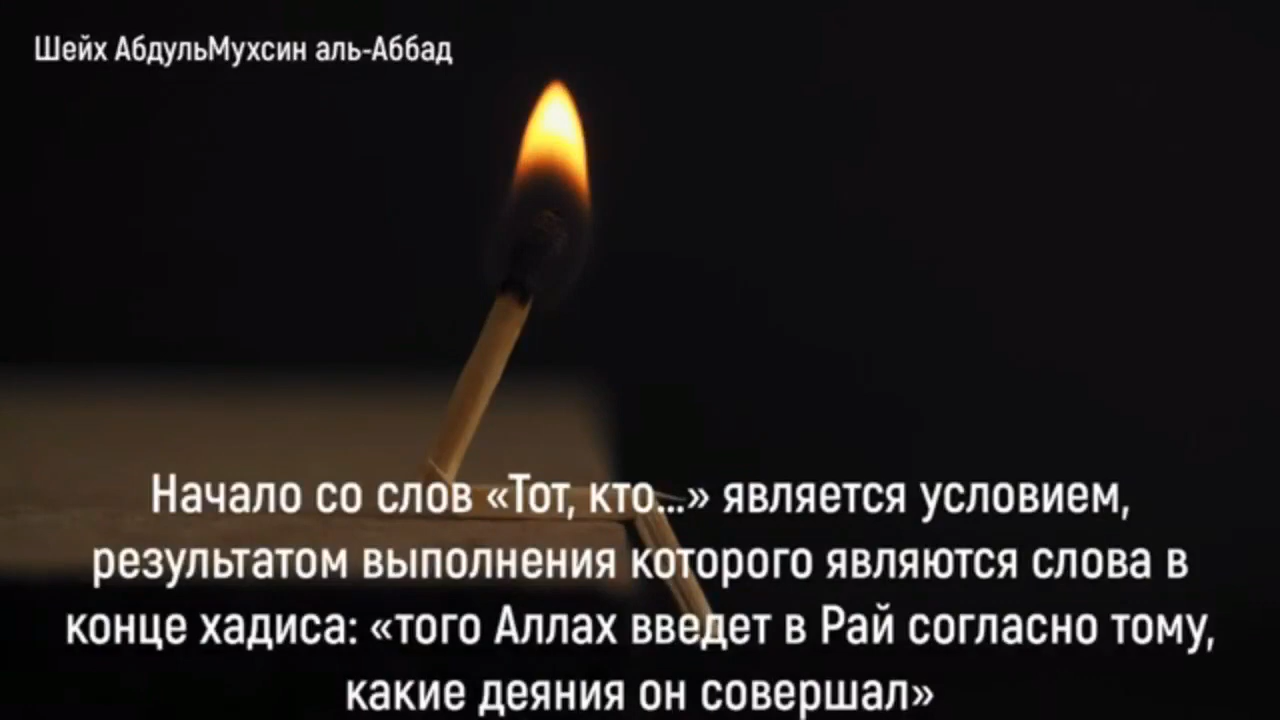 Шейх АбдульМухсин аль-Аббад
Начало со слов «Тот, кто...» является условием,
результатом выполнения которого являются слова в
конце хадиса: «того Аллах введет в Рай согласно тому,
какие деяния он совершал»